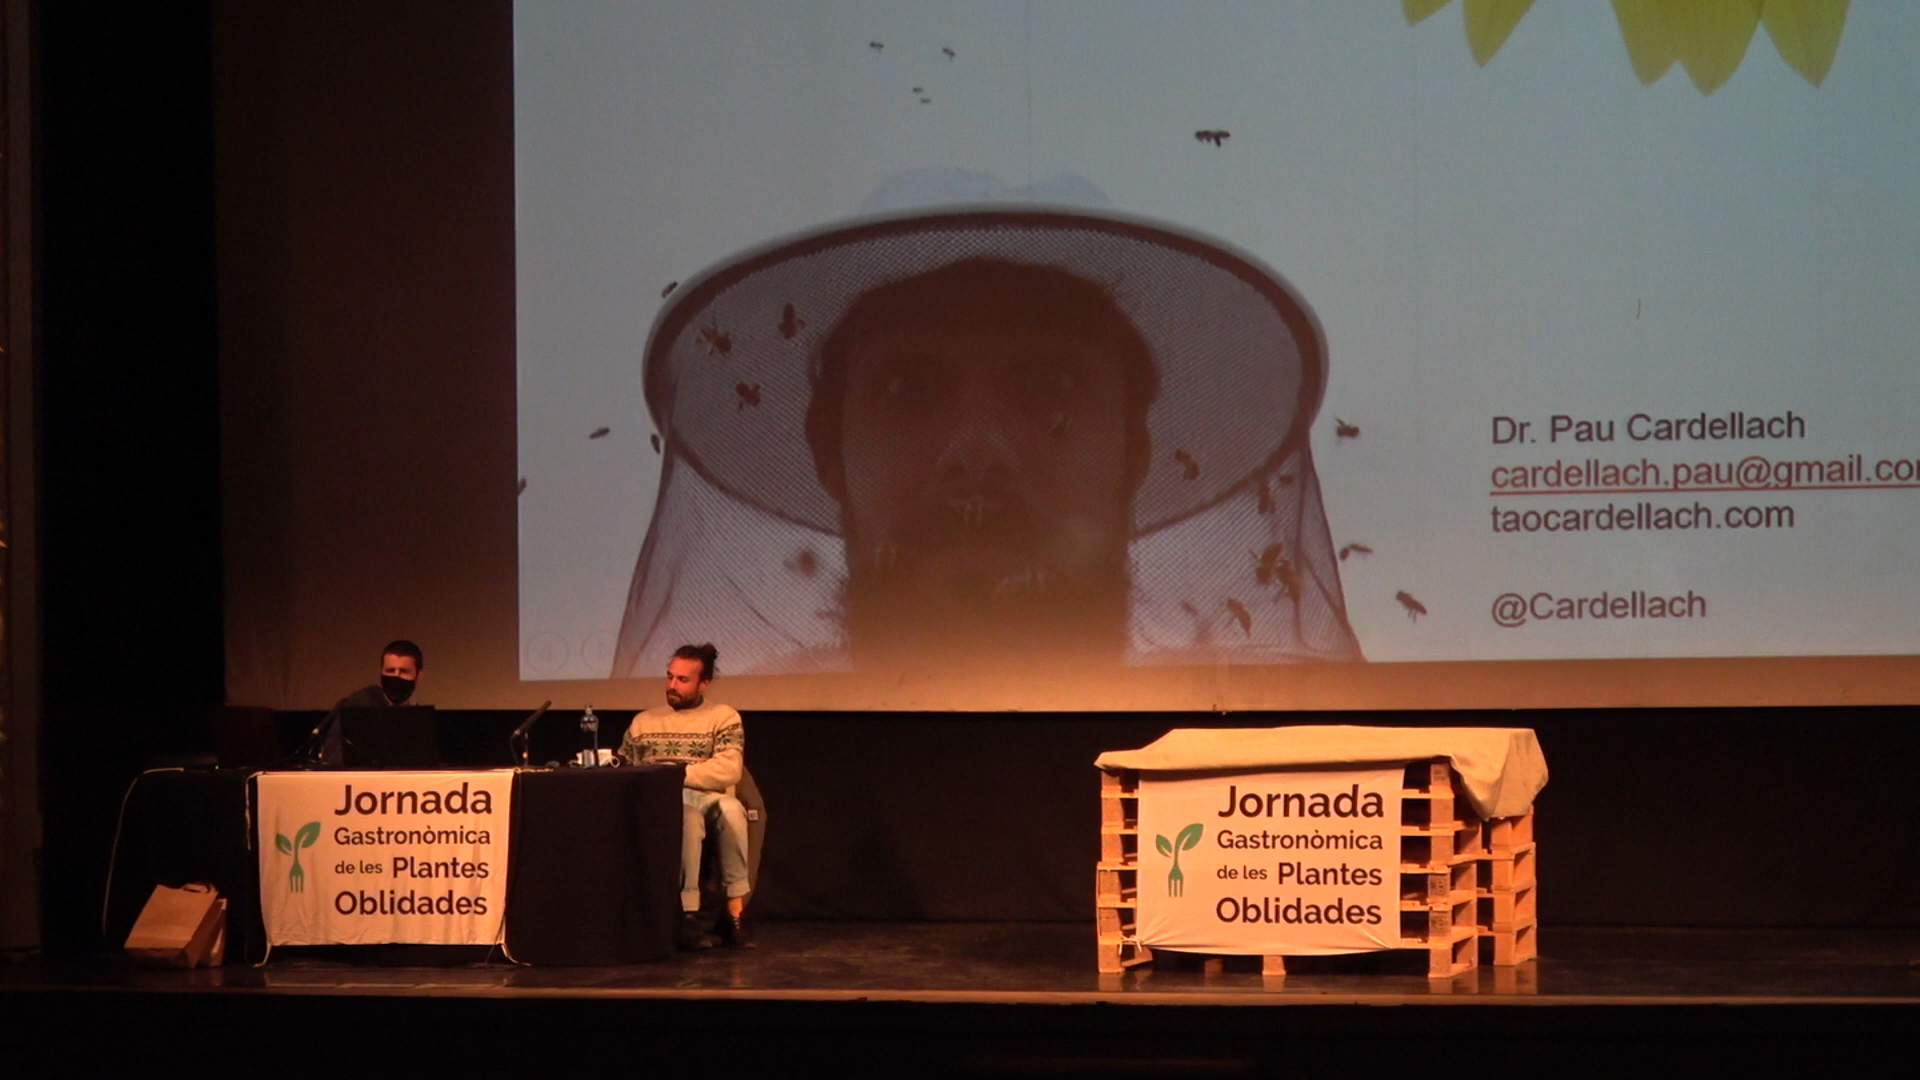 Dr. Pau Cardellach
cardellach.pau@gmail.co
taocardellach.com
@Cardellach
Jornada
Gastronòmica
de les Plantes
Oblidades
Jornada
Gastronòmica
de les Plantes
Oblidades